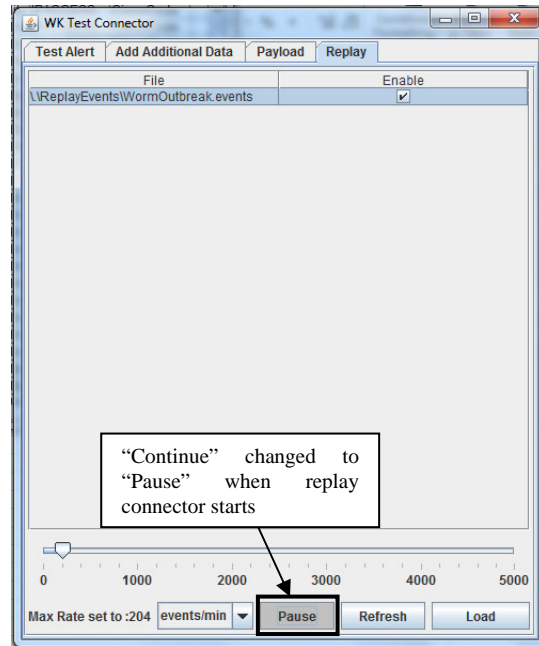 WK Test Connector
Test Alert Add Additional Data Payload Replay
File Enable
.\ReplayEvents\WormOutbreak.events
“Continue” changed to
“Pause” when replay
connector starts
0 1000 2000 3000 4000 5000
Max Rate set to :204 events/min Pause Refresh Load